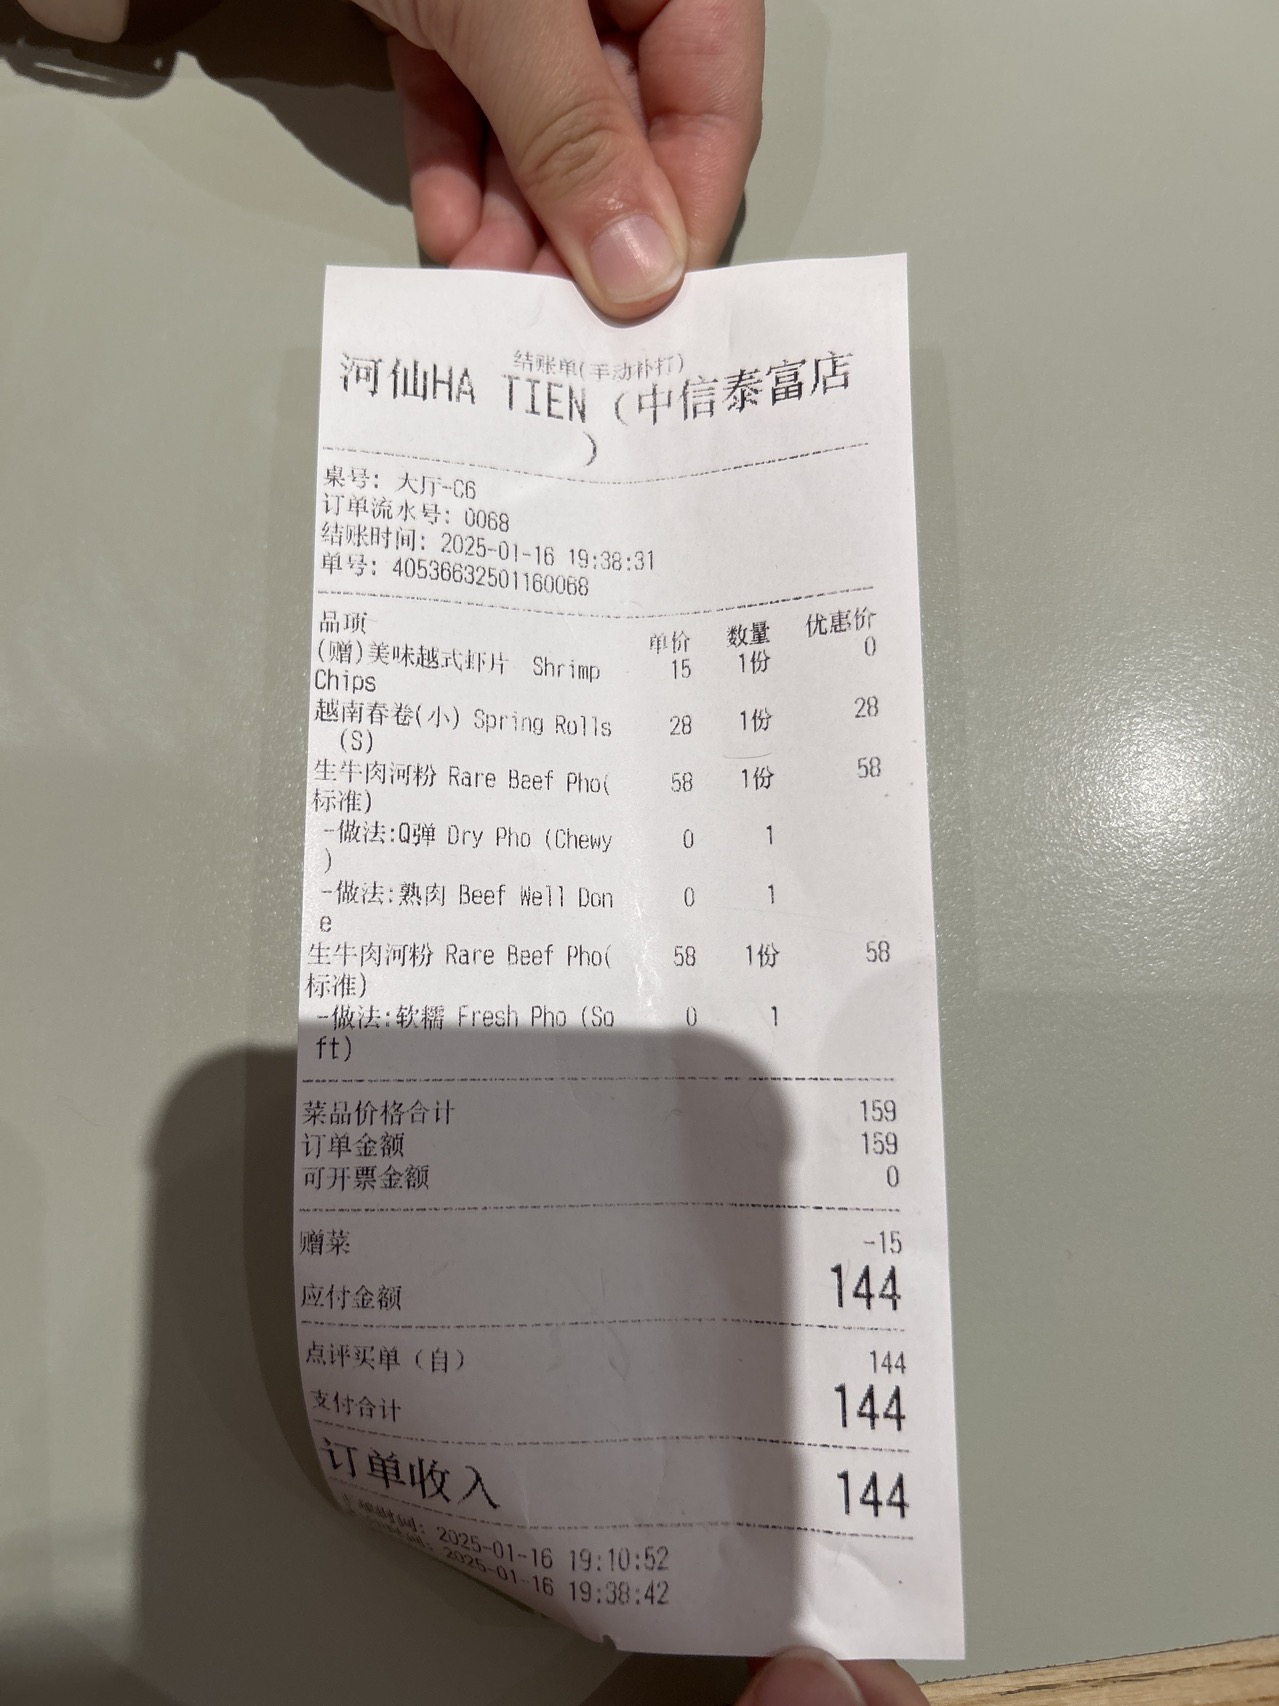 结账单(手动补打)
河仙HA TIEN (中信泰富店
)
桌号: 大厅-C6
订单流水号: 0068
结账时间: 2025-01-16 19:38:31
单号: 40536632501160068
品项 单价 数量 优惠价
(赠)美味越式虾片 Shrimp 15 1份 0
Chips
越南春卷(小) Spring Rolls 28 1份 28
(S)
生牛肉河粉 Rare Beef Pho( 58 1份 58
标准)
-做法:Q弹 Dry Pho (Chewy 0 1
)
-做法:熟肉 Beef Well Don 0 1
e
生牛肉河粉 Rare Beef Pho( 58 1份 58
标准)
-做法:软糯 Fresh Pho (So 0 1
ft)
菜品价格合计 159
订单金额 159
可开票金额 0
赠菜 -15
应付金额 144
点评买单（自） 144
支付合计 144
订单收入 144
2025-01-16 19:10:52
2025-01-16 19:38:42